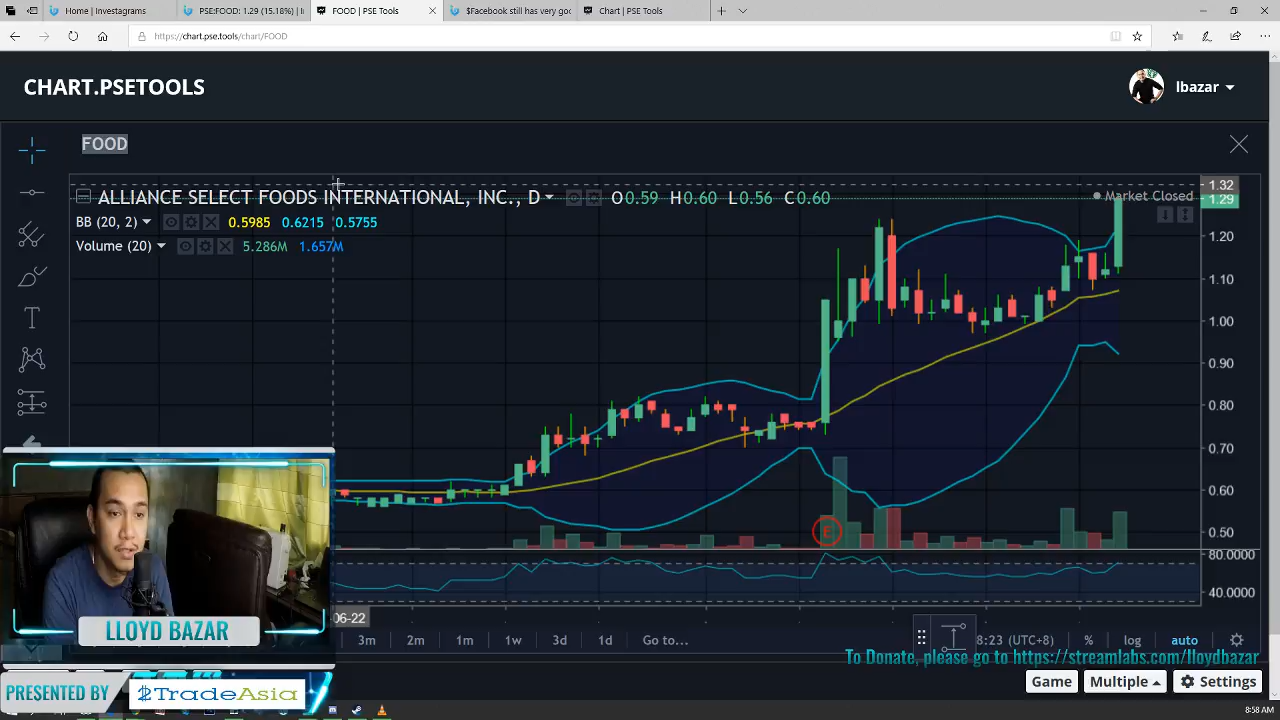 Home | Investagrams
PSE:FOOD: 1.29 (15.18%) | I
FOOD | PSE Tools
$Facebook still has very goo
Chart | PSE Tools
https://chart.pse.tools/chart/FOOD
CHART.PSETOOLS
lbazar
FOOD
ALLIANCE SELECT FOODS INTERNATIONAL, INC., D
O0.59 H0.60 L0.56 C0.60
Market Closed
BB (20, 2) 0.5985 0.6215 0.5755
Volume (20) 5.286M 1.657M
1.32
1.29
1.20
1.10
1.00
0.90
0.80
0.70
0.60
0.50
80.0000
40.0000
E
06-22
3m 2m 1m 1w 3d 1d Go to...
8:23 (UTC+8) % log auto
To Donate, please go to https://streamlabs.com/lloydbazar
LLOYD BAZAR
PRESENTED BY
$TradeAsia
Game Multiple Settings
8:58 AM